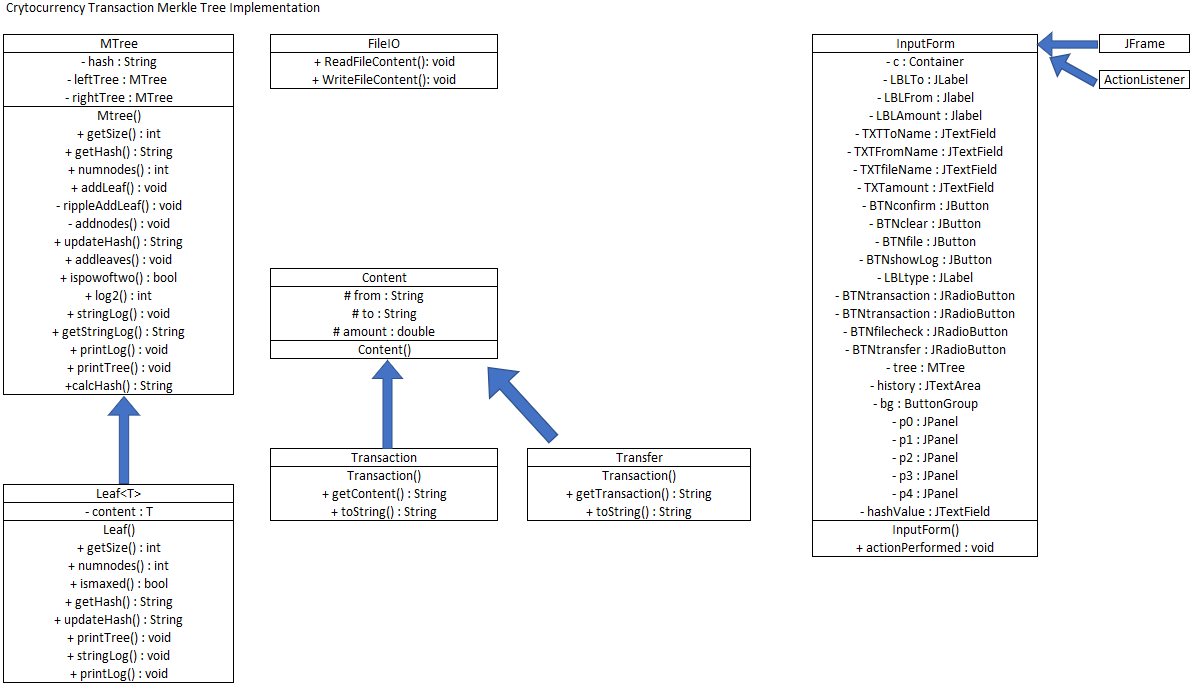 Crytocurrency Transaction Merkle Tree Implementation
MTree
- hash : String
- leftTree : MTree
- rightTree : MTree
Mtree()
+ getSize() : int
+ getHash() : String
+ numnodes() : int
+ addLeaf() : void
- rippleAddLeaf() : void
- addnodes() : void
+ updateHash() : String
+ addleaves() : void
+ ispowoftwo() : bool
+ log2() : int
+ stringLog() : void
+ getStringLog() : String
+ printLog() : void
+ printTree() : void
+calcHash() : String
Leaf<T>
- content : T
Leaf()
+ getSize() : int
+ numnodes() : int
+ ismaxed() : bool
+ getHash() : String
+ updateHash() : String
+ printTree() : void
+ stringLog() : void
+ printLog() : void
FileIO
+ ReadFileContent(): void
+ WriteFileContent(): void
Content
# from : String
# to : String
# amount : double
Content()
Transaction
Transaction()
+ getContent() : String
+ toString() : String
Transfer
Transaction()
+ getTransaction() : String
+ toString() : String
InputForm
- c : Container
- LBLTo : JLabel
- LBLFrom : Jlabel
- LBLAmount : Jlabel
- TXTToName : JTextField
- TXTFromName : JTextField
- TXTfileName : JTextField
- TXTamount : JTextField
- BTNconfirm : JButton
- BTNclear : JButton
- BTNfile : JButton
- BTNshowLog : JButton
- LBLtype : JLabel
- BTNtransaction : JRadioButton
- BTNtransaction : JRadioButton
- BTNfilecheck : JRadioButton
- BTNtransfer : JRadioButton
- tree : MTree
- history : JTextArea
- bg : ButtonGroup
- p0 : JPanel
- p1 : JPanel
- p2 : JPanel
- p3 : JPanel
- p4 : JPanel
- hashValue : JTextField
InputForm()
+ actionPerformed : void
JFrame
ActionListener